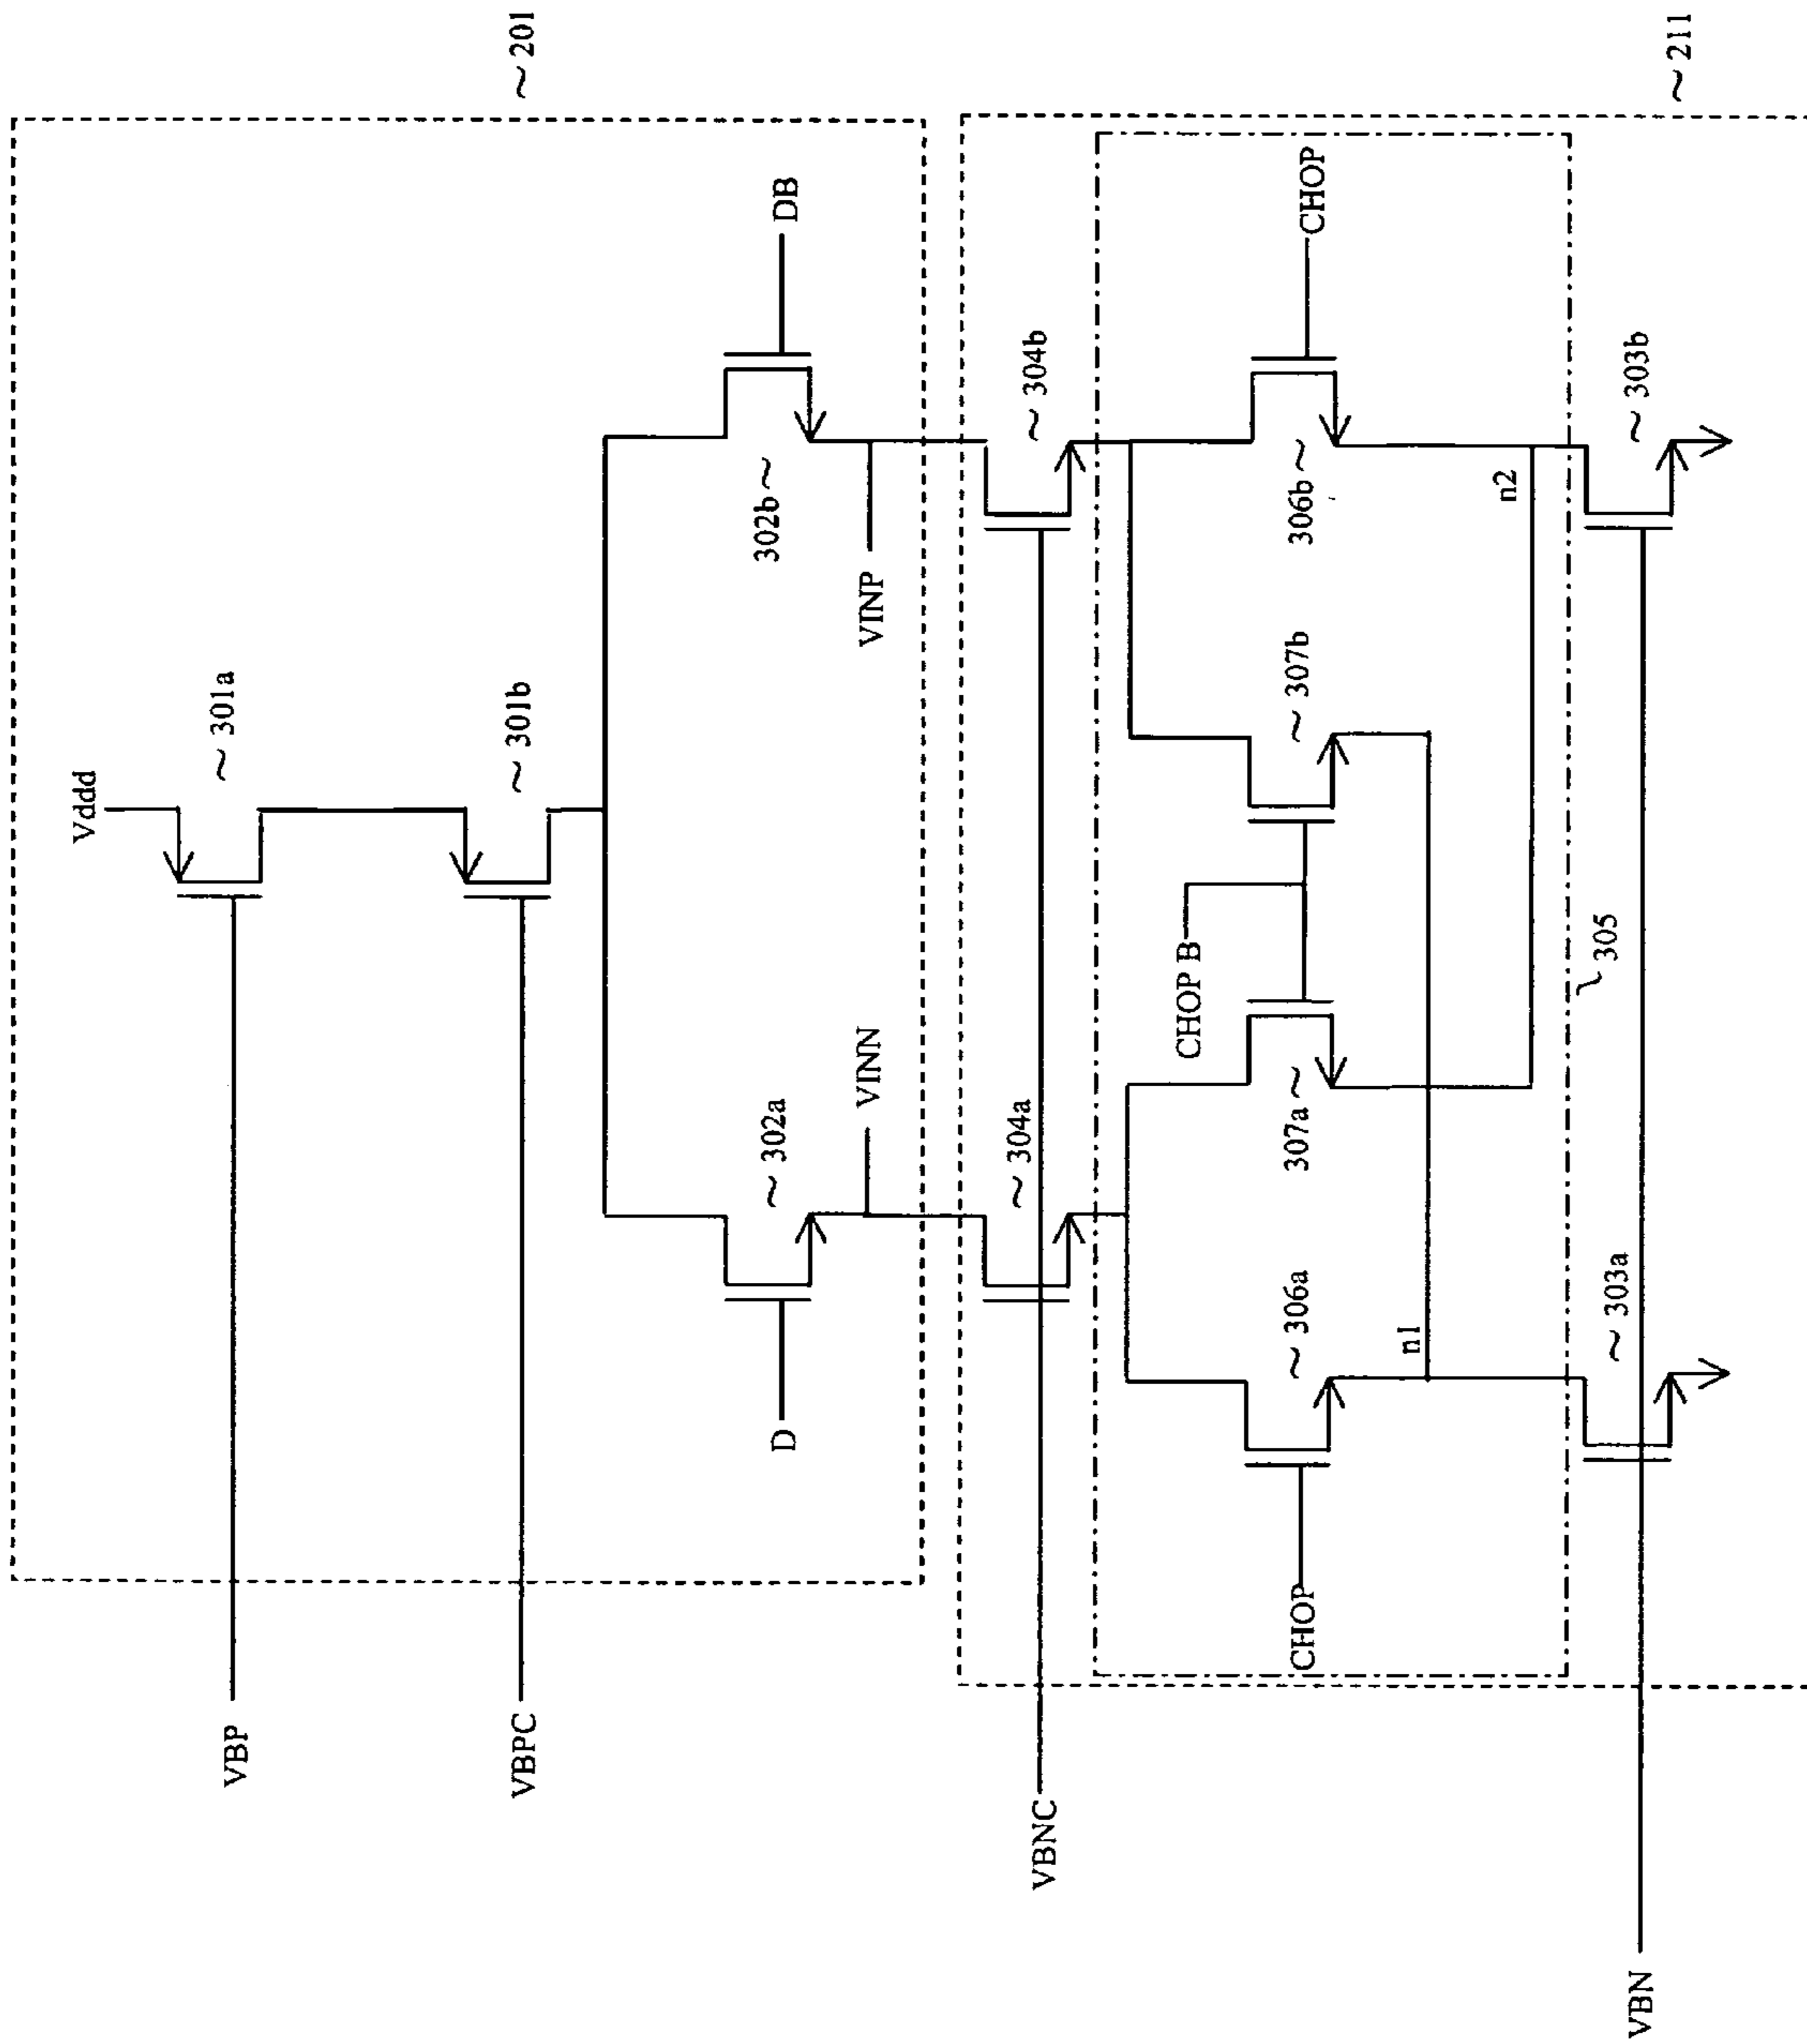 201
Vddd
301a
VBP
301b
VBPC
302a
302b
D
DB
VINN
VINP
304a
304b
VBNC
CHOP B
306a
307a
307b
306b
CHOP
CHOP
n1
n2
305
303a
303b
VBN
211